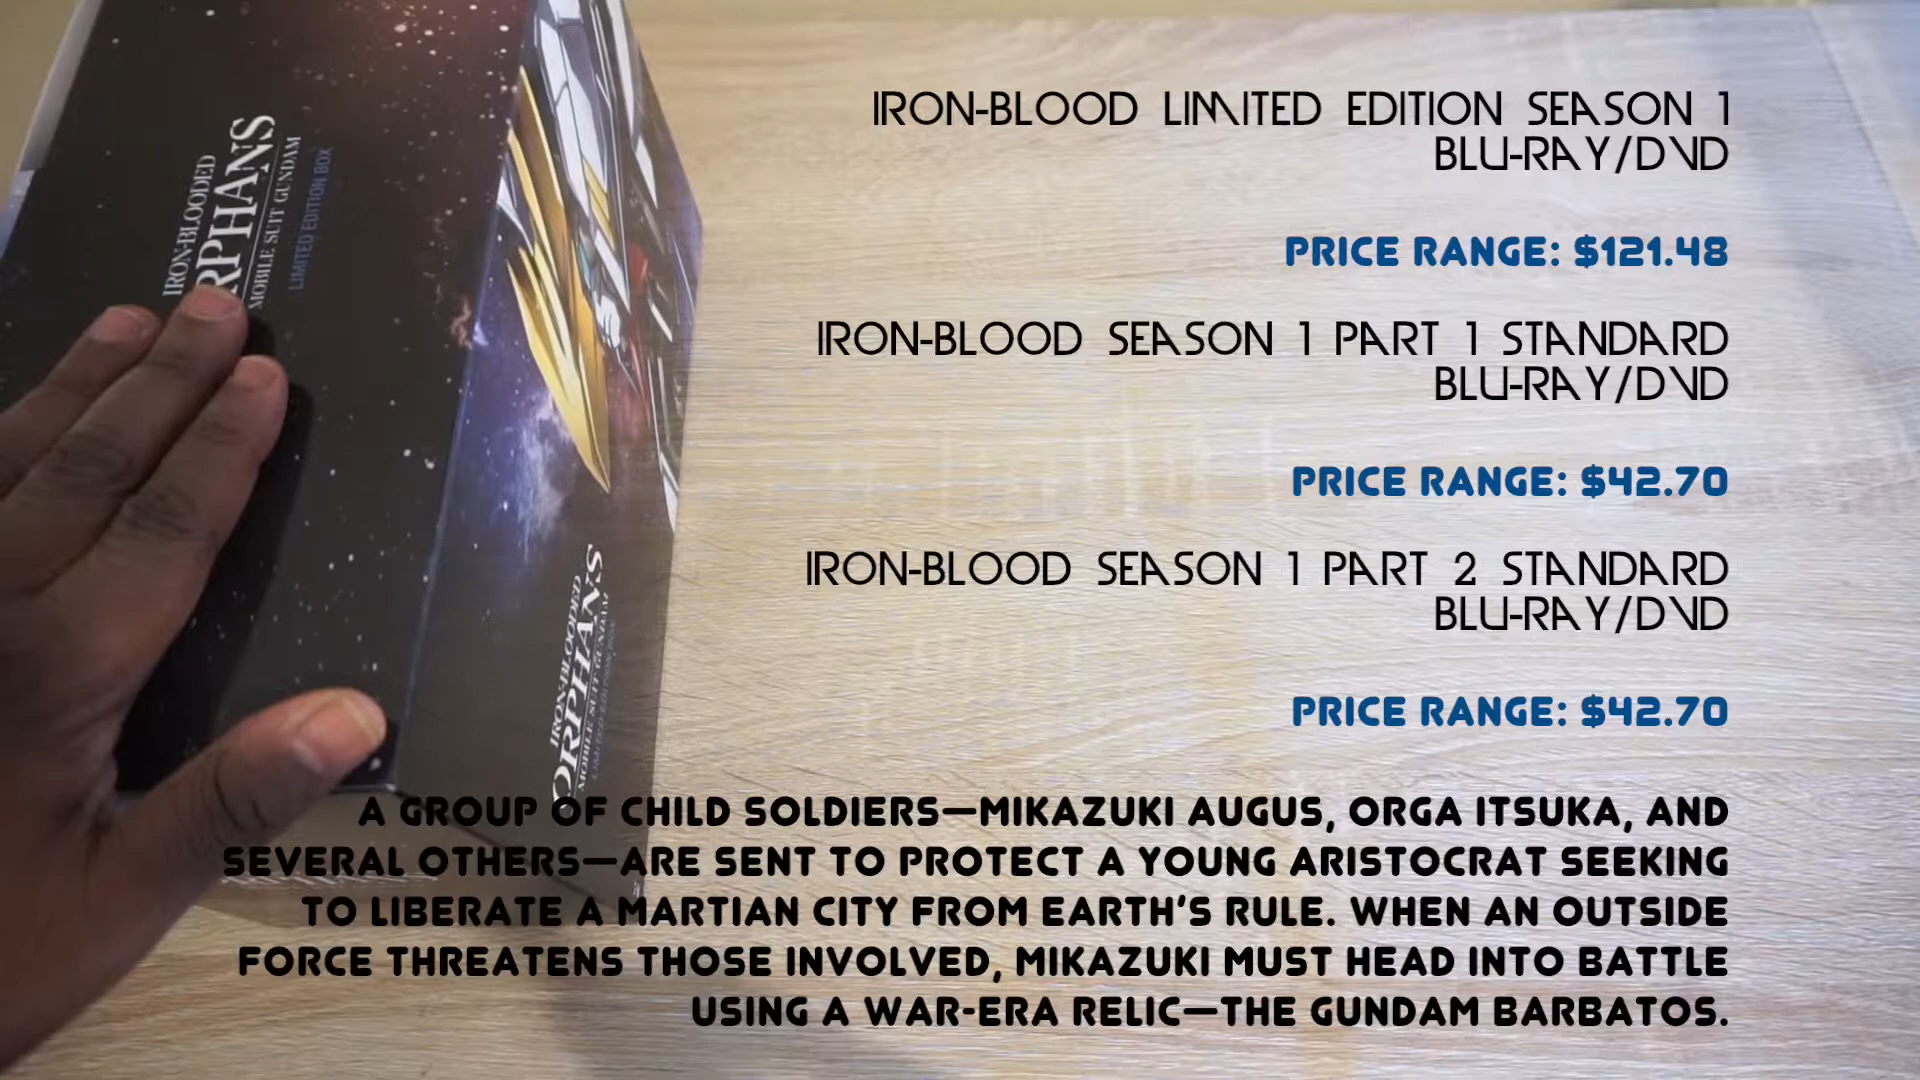 IRON-BLOODED
ORPHANS
MOBILE SUIT GUNDAM
LIMITED EDITION BOX
IRON-BLOODED
ORPHANS
MOBILE SUIT GUNDAM
IRON-BLOOD LIMITED EDITION SEASON 1
BLU-RAY/DVD
PRICE RANGE: $121.48
IRON-BLOOD SEASON 1 PART 1 STANDARD
BLU-RAY/DVD
PRICE RANGE: $42.70
IRON-BLOOD SEASON 1 PART 2 STANDARD
BLU-RAY/DVD
PRICE RANGE: $42.70
A GROUP OF CHILD SOLDIERS—MIKAZUKI AUGUS, ORGA ITSUKA, AND
SEVERAL OTHERS—ARE SENT TO PROTECT A YOUNG ARISTOCRAT SEEKING
TO LIBERATE A MARTIAN CITY FROM EARTH'S RULE. WHEN AN OUTSIDE
FORCE THREATENS THOSE INVOLVED, MIKAZUKI MUST HEAD INTO BATTLE
USING A WAR-ERA RELIC—THE GUNDAM BARBATOS.